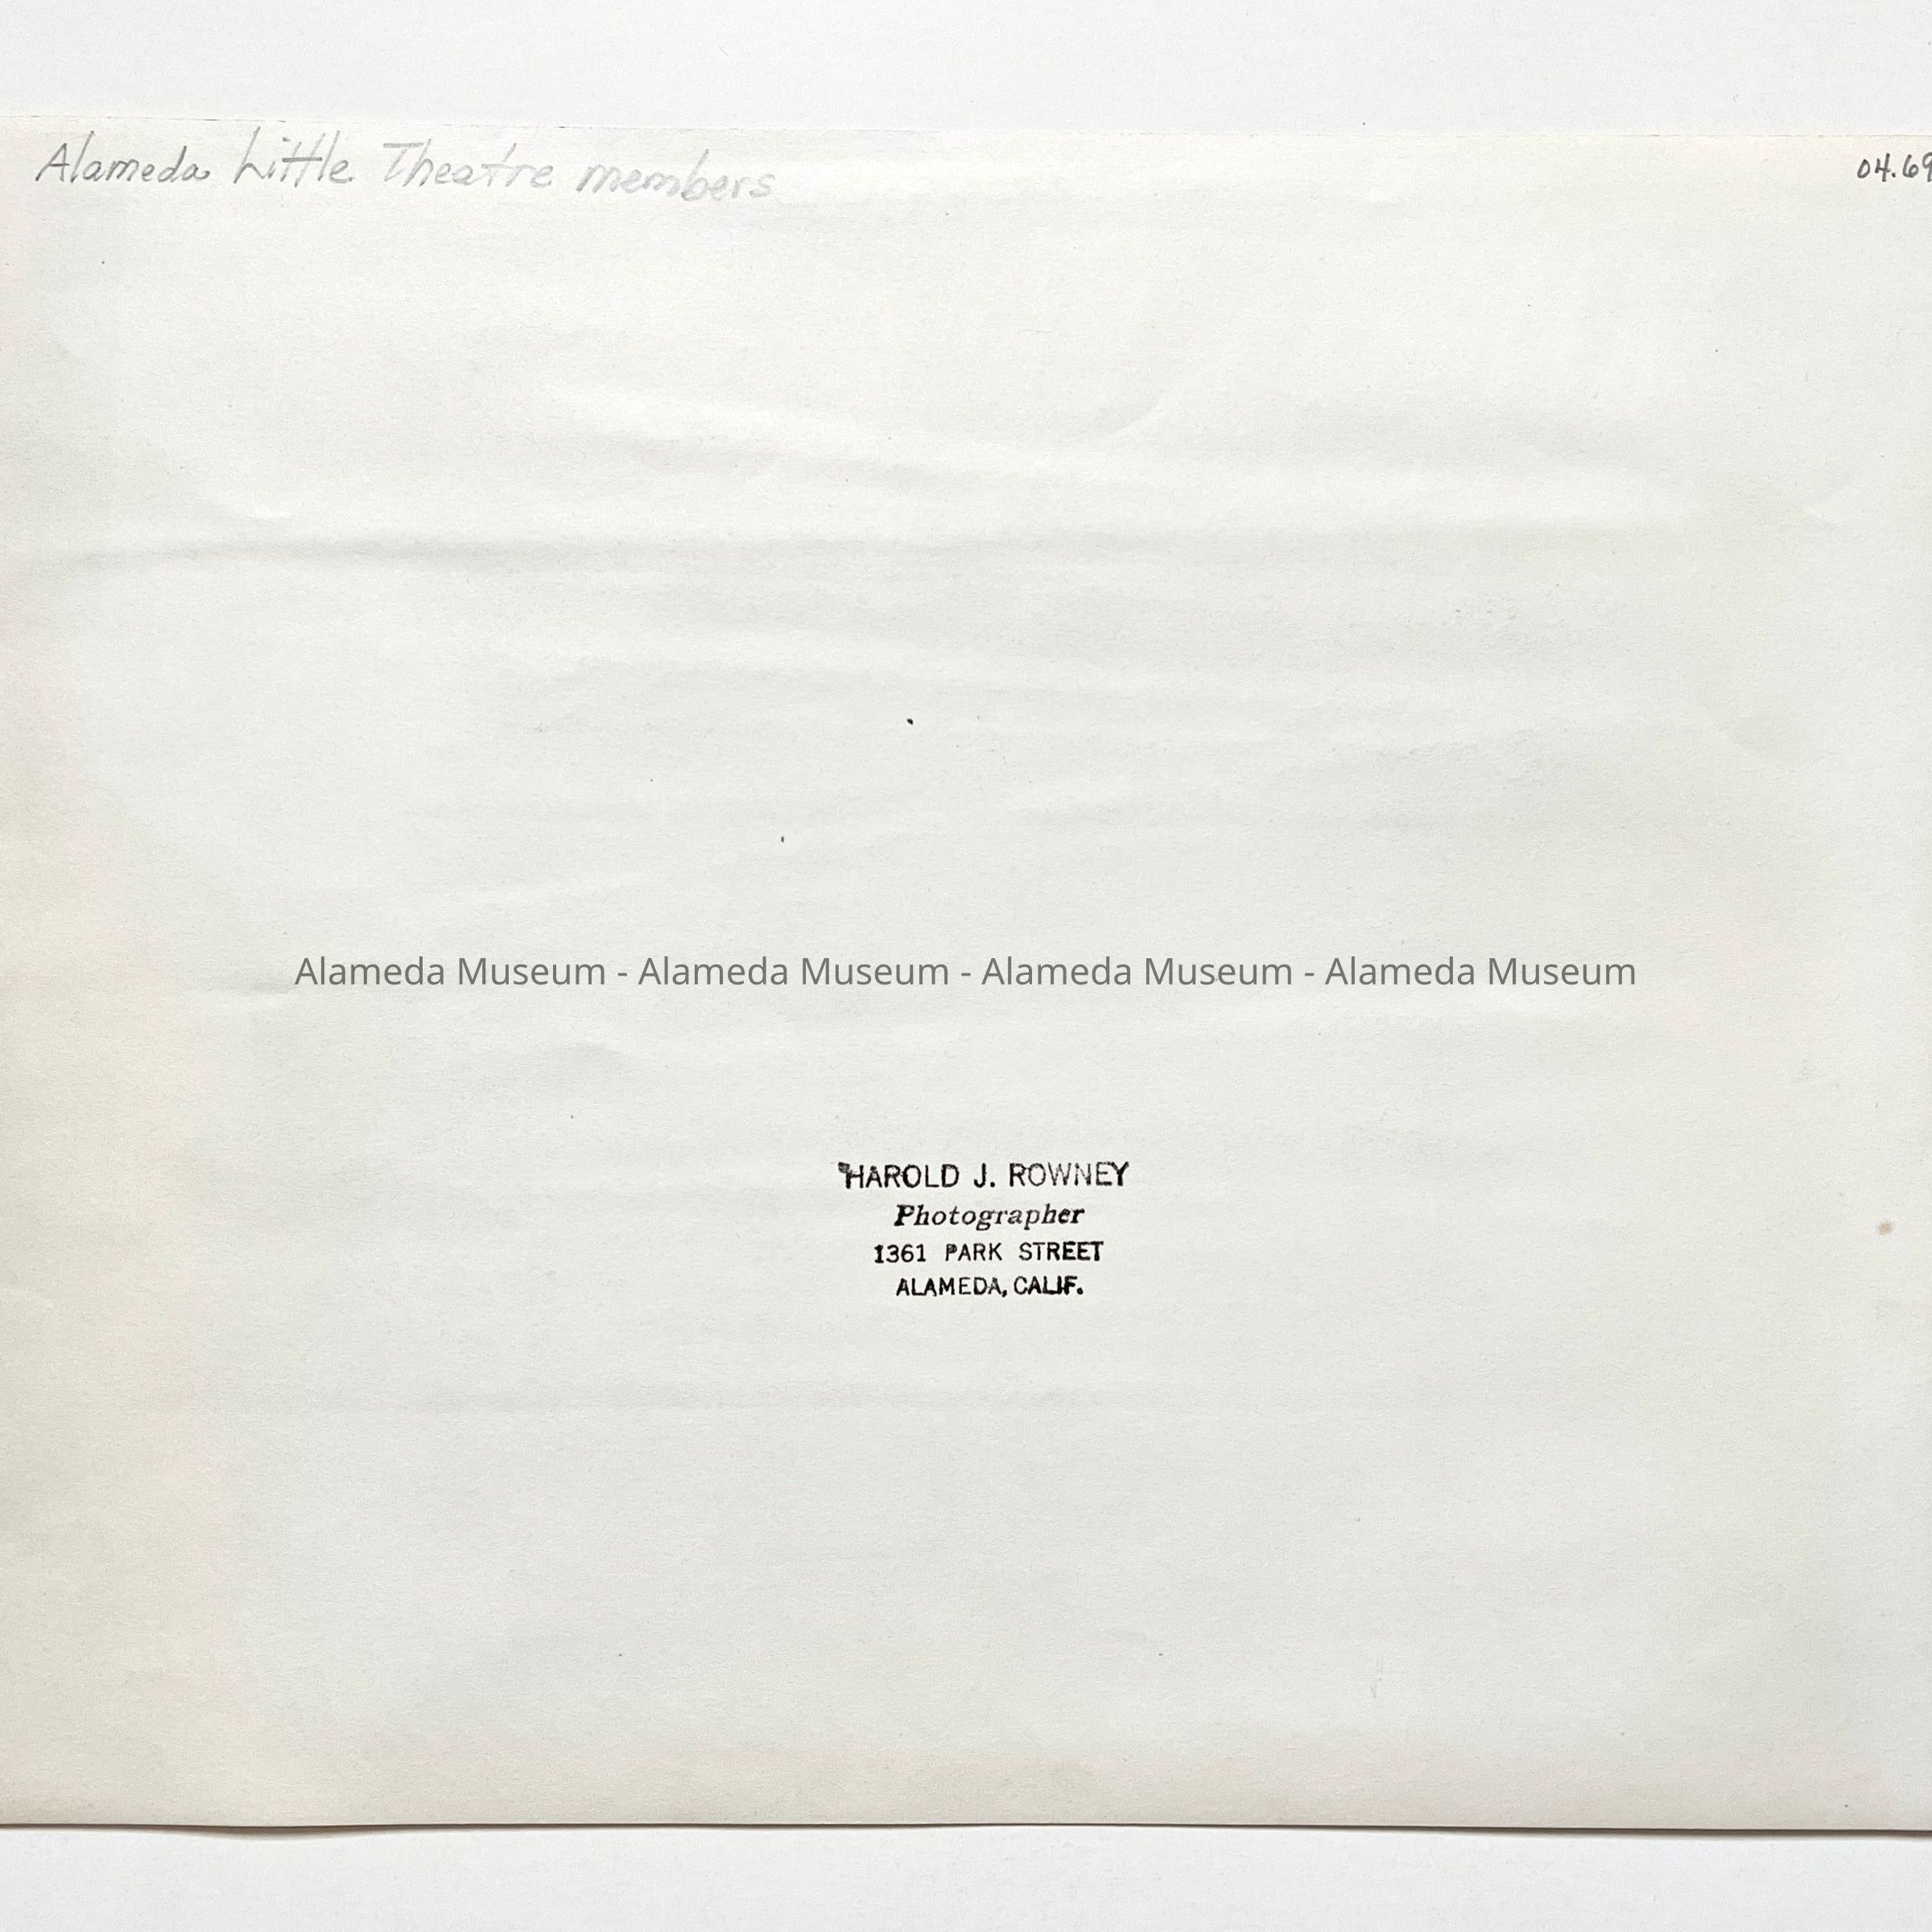 Alameda Little Theatre members
04.69
Alameda Museum - Alameda Museum - Alameda Museum - Alameda Museum
HAROLD J. ROWNEY
Photographer
1361 PARK STREET
ALAMEDA, CALIF.